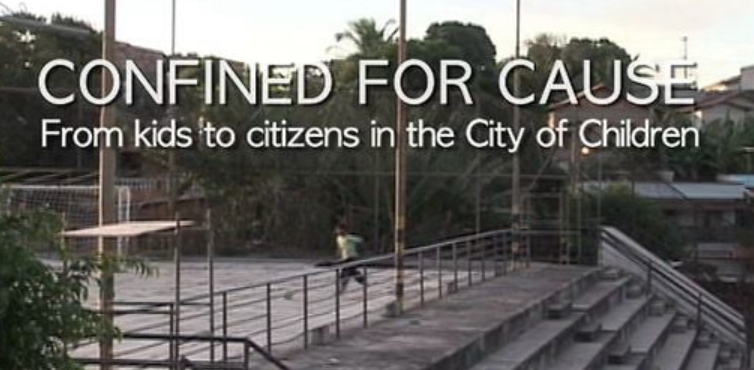 CONFINED FOR CAUSE
From kids to citizens in the City of Children